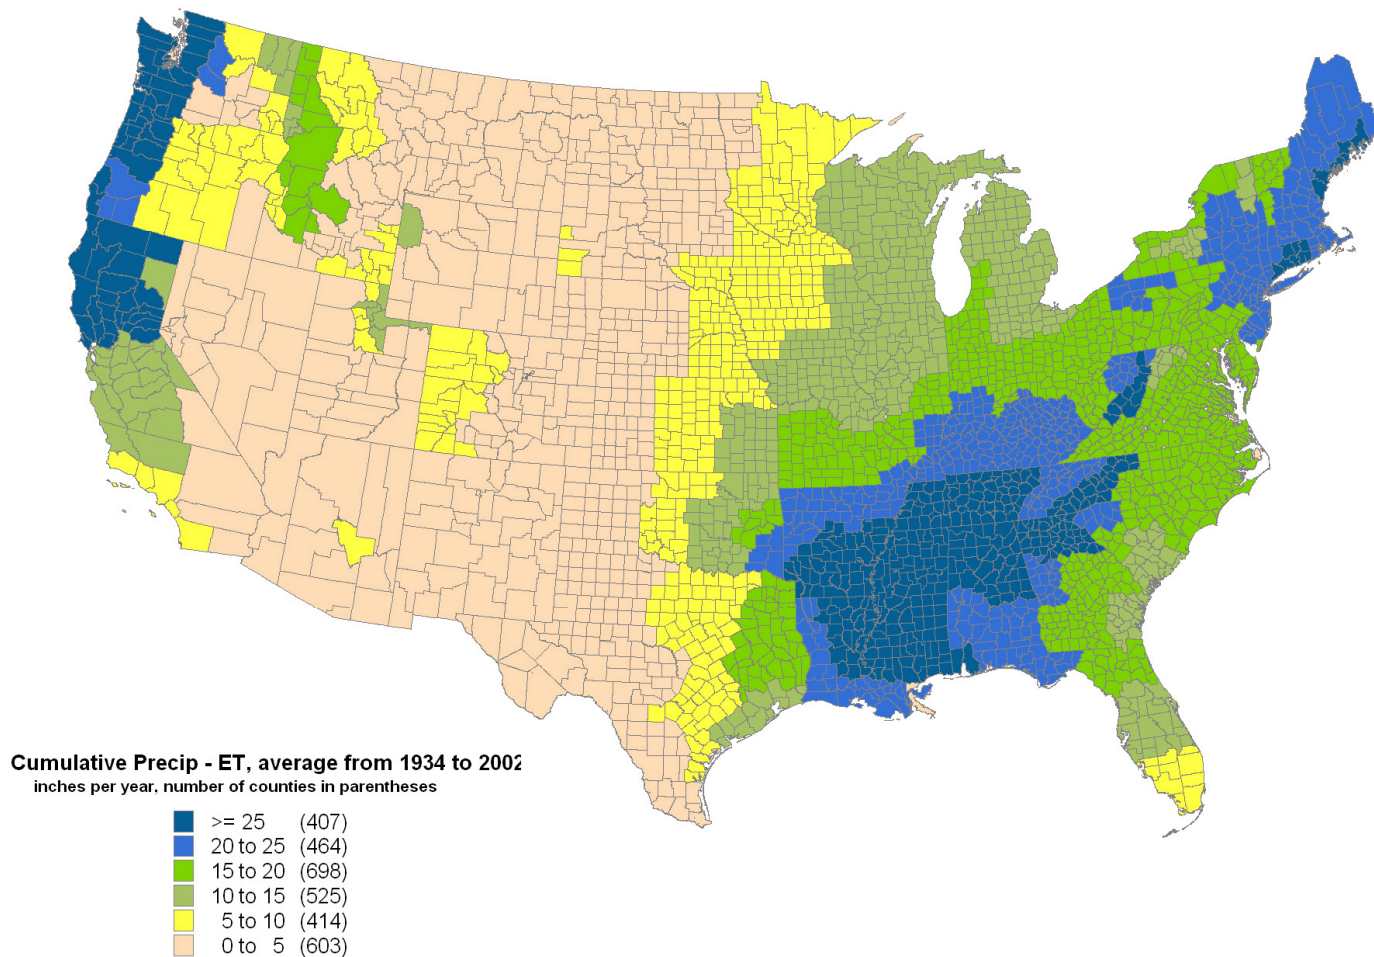 Cumulative Precip - ET, average from 1934 to 2002
inches per year, number of counties in parentheses
>= 25 (407)
20 to 25 (464)
15 to 20 (698)
10 to 15 (525)
5 to 10 (414)
0 to 5 (603)